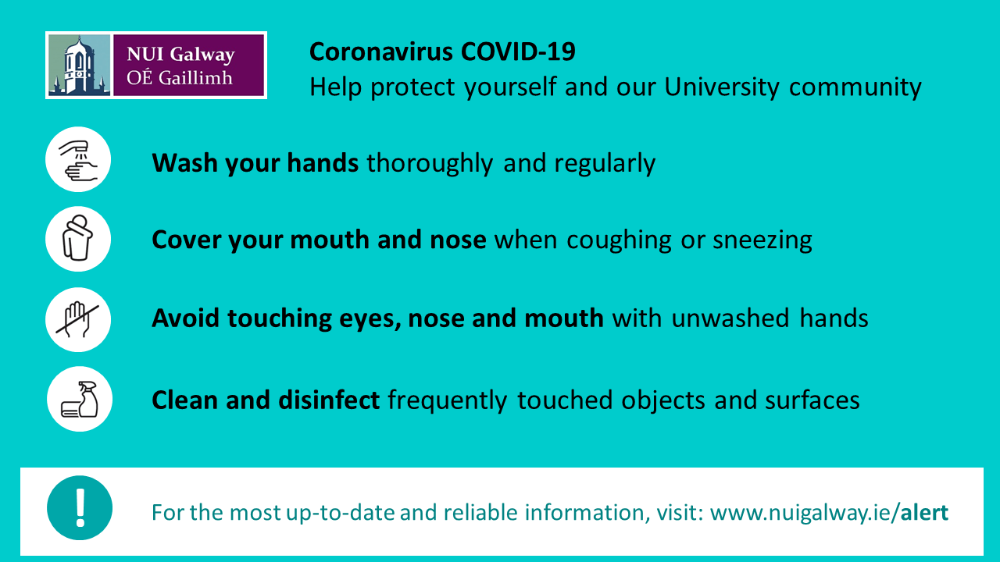 NUI Galway
OÉ Gaillimh
Coronavirus COVID-19
Help protect yourself and our University community
Wash your hands thoroughly and regularly
Cover your mouth and nose when coughing or sneezing
Avoid touching eyes, nose and mouth with unwashed hands
Clean and disinfect frequently touched objects and surfaces
! For the most up-to-date and reliable information, visit: www.nuigalway.ie/alert